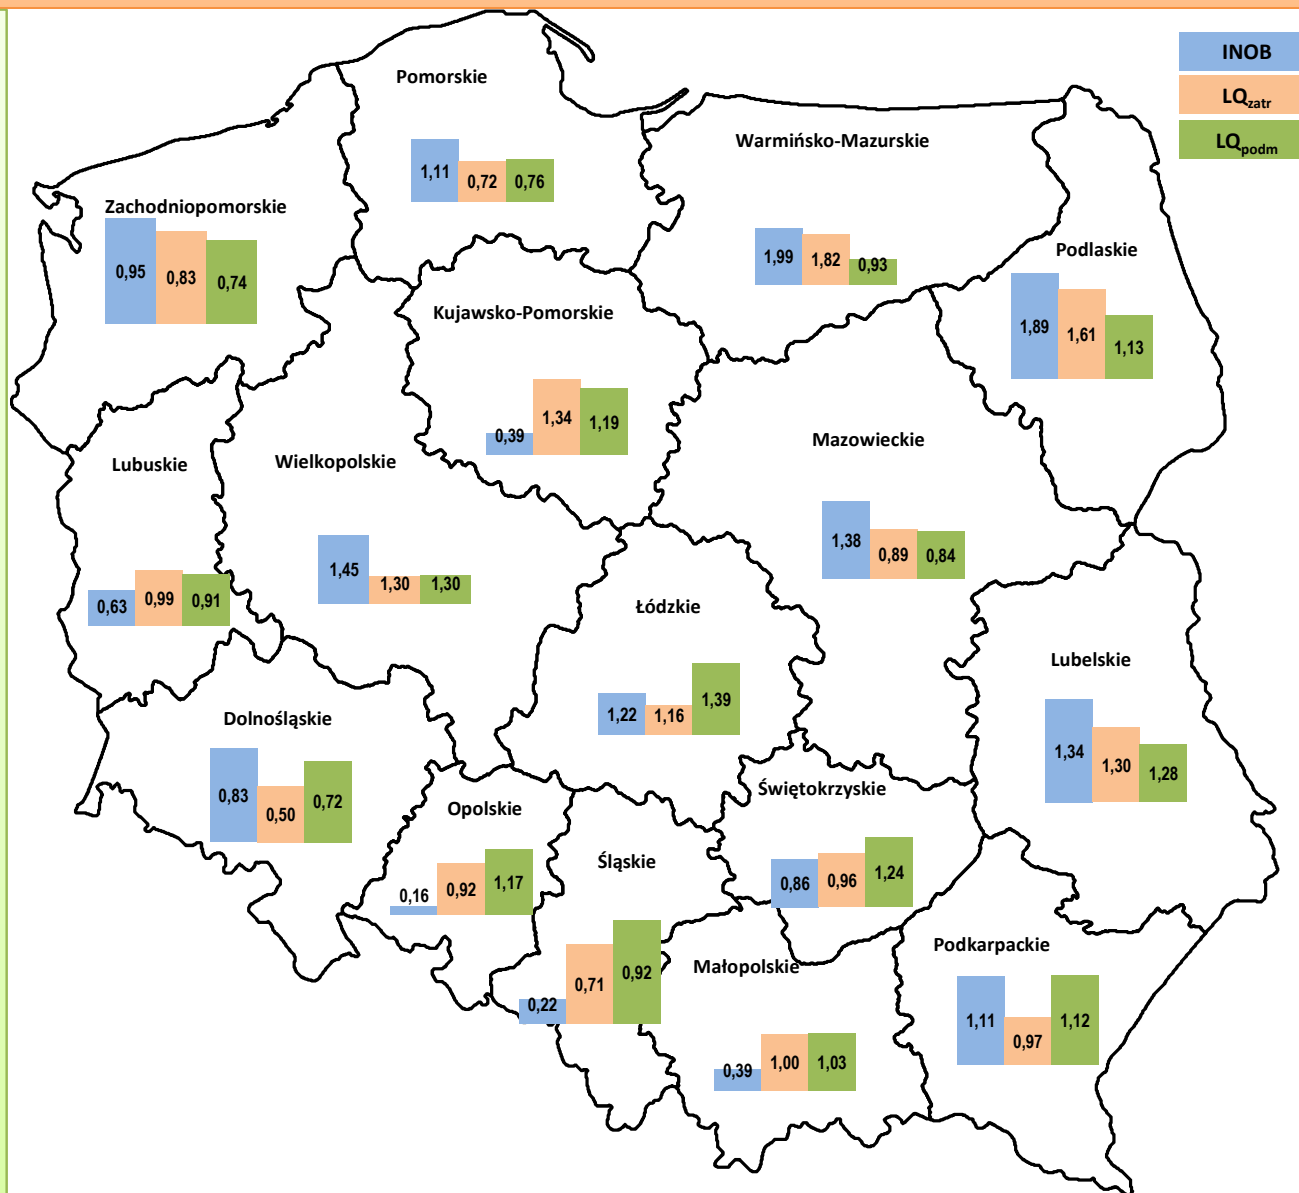 INOB
LQzatr
LQpodm
Pomorskie
1,11
0,72
0,76
Warmińsko-Mazurskie
1,99
1,82
0,93
Zachodniopomorskie
0,95
0,83
0,74
Podlaskie
1,89
1,61
1,13
Kujawsko-Pomorskie
0,39
1,34
1,19
Mazowieckie
1,38
0,89
0,84
Lubuskie
0,63
0,99
0,91
Wielkopolskie
1,45
1,30
1,30
Łódzkie
1,22
1,16
1,39
Lubelskie
1,34
1,30
1,28
Dolnośląskie
0,83
0,50
0,72
Opolskie
0,16
0,92
1,17
Śląskie
0,22
0,71
0,92
Świętokrzyskie
0,86
0,96
1,24
Małopolskie
0,39
1,00
1,03
Podkarpackie
1,11
0,97
1,12